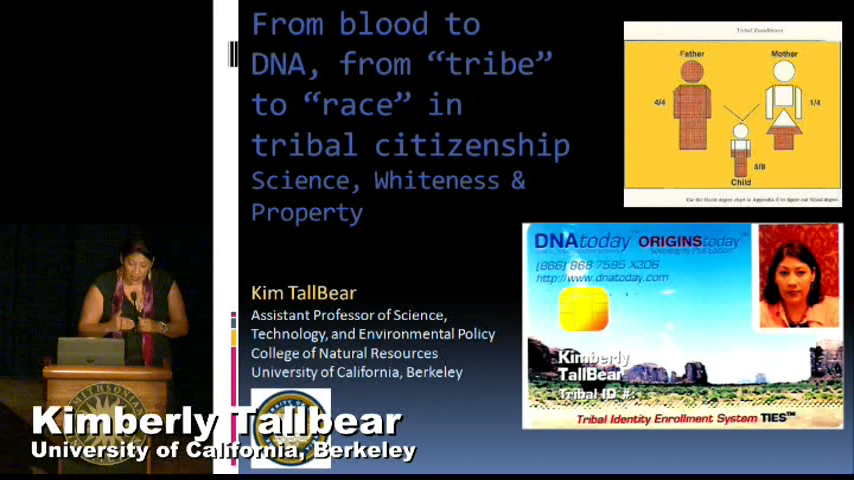 From blood to
DNA, from “tribe”
to “race” in
tribal citizenship
Science, Whiteness &
Property
Kim TallBear
Assistant Professor of Science,
Technology, and Environmental Policy
College of Natural Resources
University of California, Berkeley
Tribal Enrollment
Father
Mother
4/4
1/4
5/8
Child
DNAtoday ORIGINStoday
(866) 868 7595 X306
http://www.dnatoday.com
Kimberly
TallBear
Tribal ID #:
Tribal Identity Enrollment System TIES™
SMITHSONIAN
Kimberly Tallbear
University of California, Berkeley